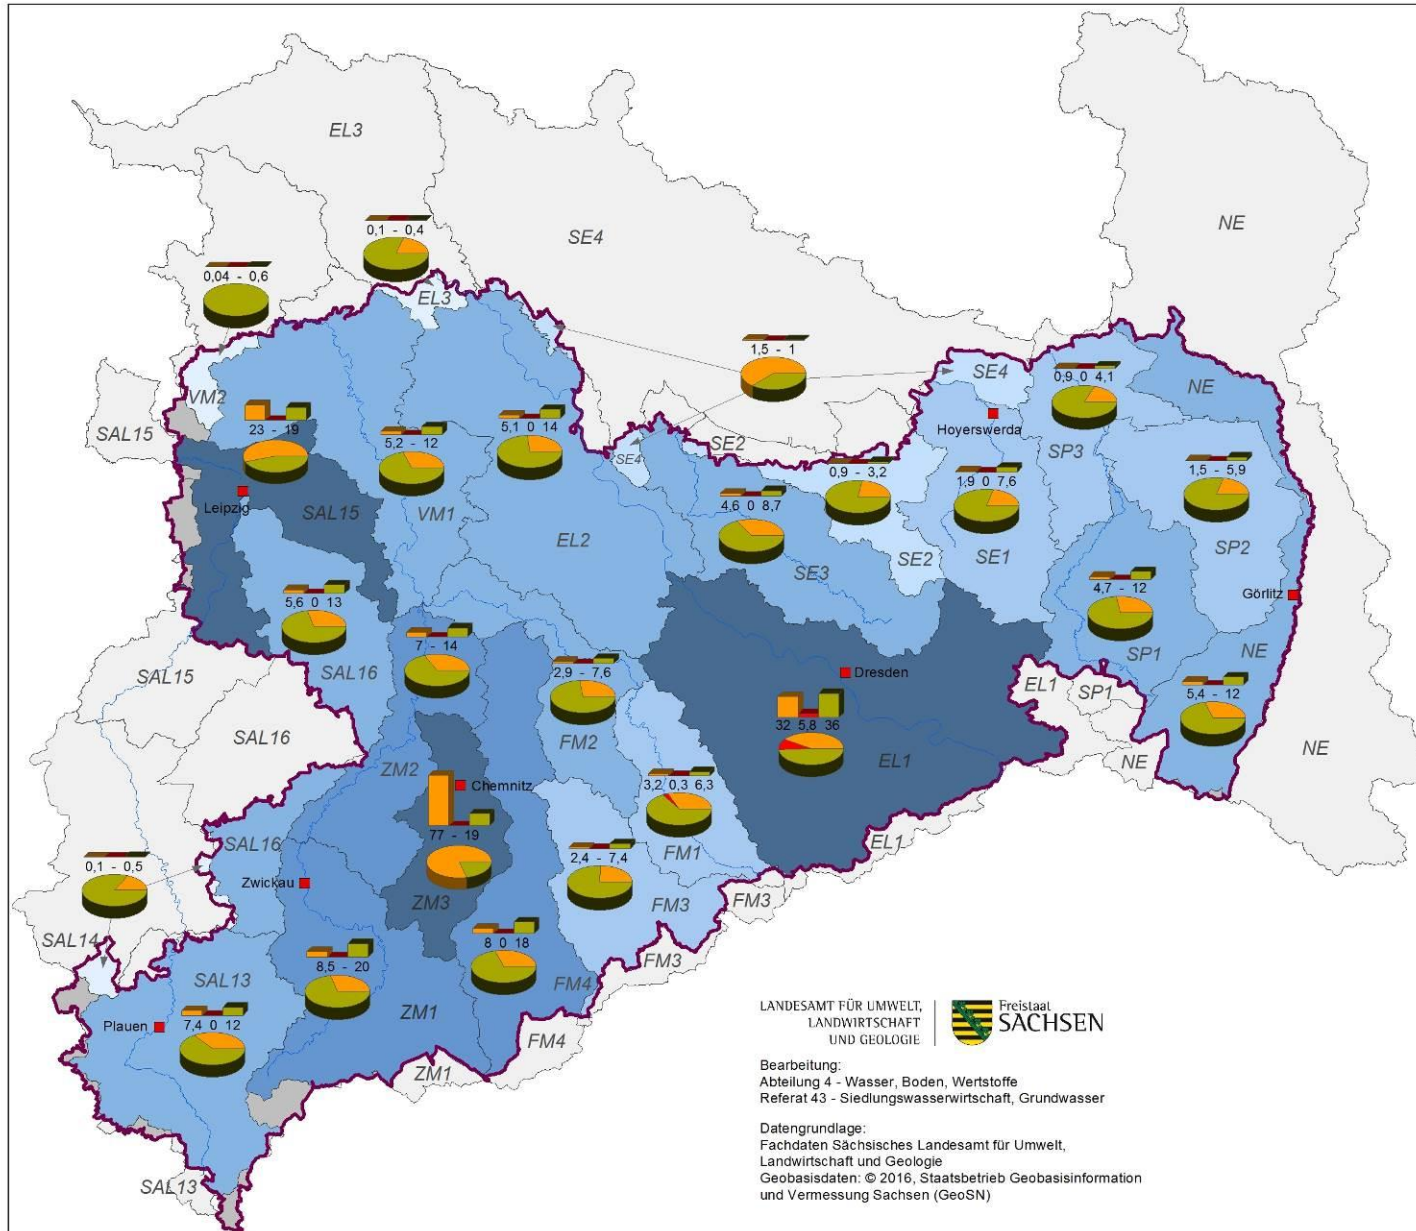 EL3
NE
SE4
0,1 - 0,4
0,04 - 0,6
EL3
1,5 - 1
SE4
0,9 0 4,1
NE
VM2
SAL15
23 - 19
5,2 - 12
5,1 0 14
SE4
SE2
Hoyerswerda
SP3
0,9 - 3,2
1,9 0 7,6
1,5 - 5,9
Leipzig
SAL15
VM1
4,6 0 8,7
EL2
SE3
SE2
SE1
SP2
5,6 0 13
4,7 - 12
Görlitz
7 - 14
SAL15
SAL16
2,9 - 7,6
Dresden
SP1
NE
EL1
SP1
5,4 - 12
SAL16
FM2
32 5,8 36
EL1
NE
NE
ZM2
Chemnitz
3,2 0,3 6,3
77 - 19
SAL16
EL1
0,1 - 0,5
2,4 - 7,4
FM1
Zwickau
ZM3
FM3
FM3
SAL14
8 0 18
FM3
8,5 - 20
SAL13
FM4
7,4 0 12
Plauen
ZM1
FM4
ZM1
SAL13
LANDESAMT FÜR UMWELT,
LANDWIRTSCHAFT
UND GEOLOGIE
Freistaat
SACHSEN
Bearbeitung:
Abteilung 4 - Wasser, Boden, Wertstoffe
Referat 43 - Siedlungswasserwirtschaft, Grundwasser
Datengrundlage:
Fachdaten Sächsisches Landesamt für Umwelt,
Landwirtschaft und Geologie
Geobasisdaten: © 2016, Staatsbetrieb Geobasisinformation
und Vermessung Sachsen (GeoSN)